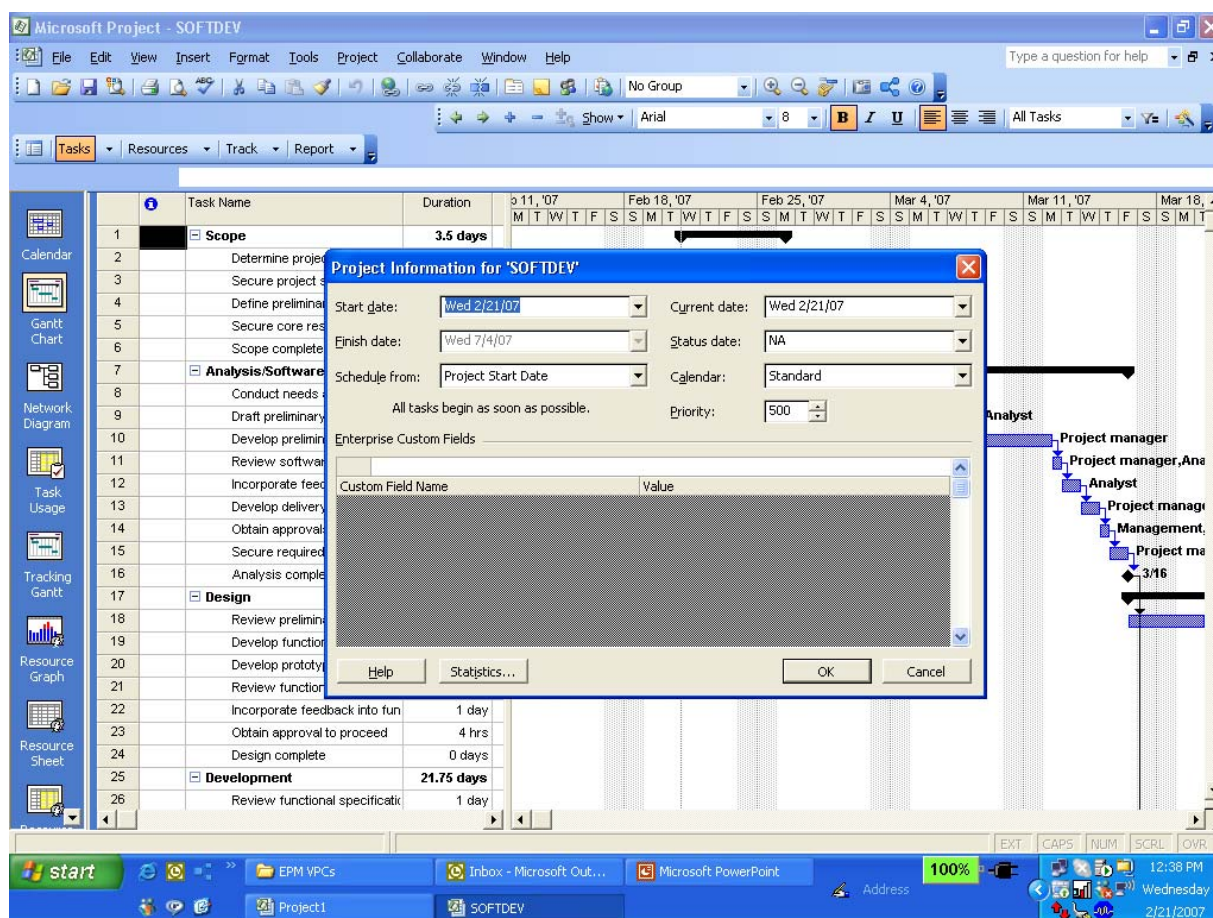 Microsoft Project - SOFTDEV
File Edit View Insert Format Tools Project Collaborate Window Help
Type a question for help
No Group
Show Arial 8 B I U All Tasks
Tasks Resources Track Report
Task Name Duration 11, '07 Feb 18, '07 Feb 25, '07 Mar 4, '07 Mar 11, '07 Mar 18,
M T W T F S S M T W T F S S M T W T F S S M T W T F S S M T W T F S S M T
1 Scope 3.5 days
2 Determine projec
3 Secure project s
4 Define preliminar
5 Secure core res
6 Scope complete
7 Analysis/Software
8 Conduct needs
9 Draft preliminary
10 Develop prelimin
11 Review softwar
12 Incorporate feed
13 Develop delivery
14 Obtain approval
15 Secure required
16 Analysis comple
17 Design
18 Review prelimina
19 Develop function
20 Develop prototyp
21 Review function
22 Incorporate feedback into fun 1 day
23 Obtain approval to proceed 4 hrs
24 Design complete 0 days
25 Development 21.75 days
26 Review functional specificatic 1 day
Calendar
Gantt Chart
Network Diagram
Task Usage
Tracking Gantt
Resource Graph
Resource Sheet
Project Information for 'SOFTDEV'
Start date: Wed 2/21/07 Current date: Wed 2/21/07
Finish date: Wed 7/4/07 Status date: NA
Schedule from: Project Start Date Calendar: Standard
All tasks begin as soon as possible. Priority: 500
Enterprise Custom Fields
Custom Field Name Value
Help Statistics... OK Cancel
Analyst
Project manager
Project manager,Ana
Analyst
Project manage
Management,
Project ma
3/16
EXT CAPS NUM SCRL OVR
start EPM VPCs Inbox - Microsoft Out... Microsoft PowerPoint Address 100% 12:38 PM
Wednesday
Project1 SOFTDEV 2/21/2007